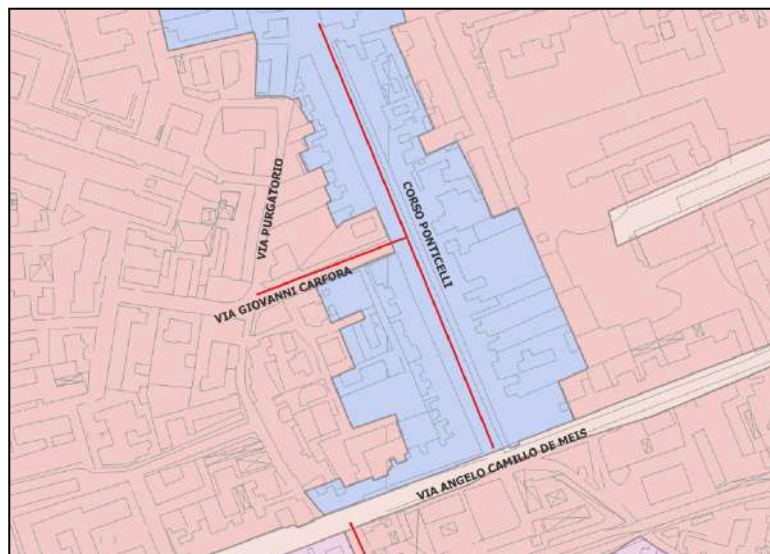 VIA PURGATORIO
CORSO PONTICELLI
VIA GIOVANNI CARFORA
VIA ANGELO CAMILLO DE MEIS